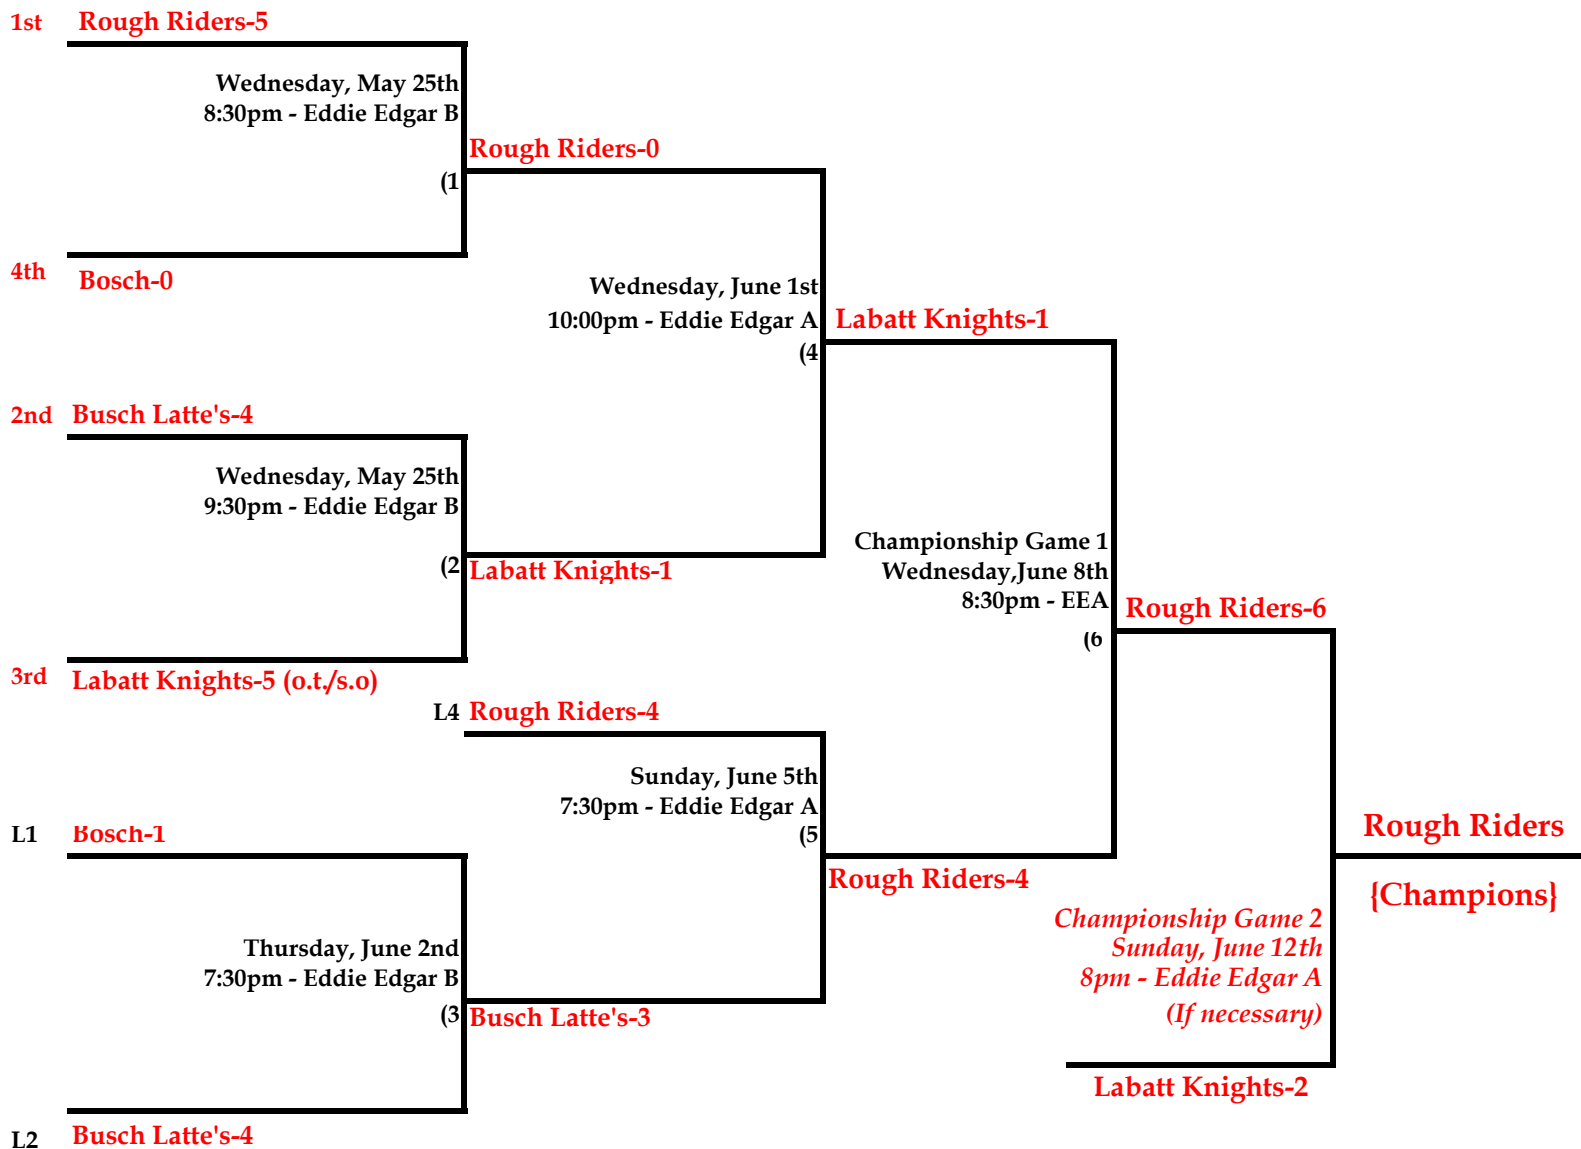 1st Rough Riders-5
Wednesday, May 25th
8:30pm - Eddie Edgar B
Rough Riders-0
(1
4th Bosch-0
Wednesday, June 1st
10:00pm - Eddie Edgar A
Labatt Knights-1
(4
2nd Busch Latte's-4
Wednesday, May 25th
9:30pm - Eddie Edgar B
(2
Labatt Knights-1
Championship Game 1
Wednesday,June 8th
8:30pm - EEA
Rough Riders-6
(6
3rd Labatt Knights-5 (o.t./s.o)
L4 Rough Riders-4
Sunday, June 5th
7:30pm - Eddie Edgar A
(5
L1 Bosch-1
Rough Riders
Rough Riders-4
{Champions}
Championship Game 2
Sunday, June 12th
8pm - Eddie Edgar A
(If necessary)
Thursday, June 2nd
7:30pm - Eddie Edgar B
(3
Busch Latte's-3
Labatt Knights-2
L2 Busch Latte's-4